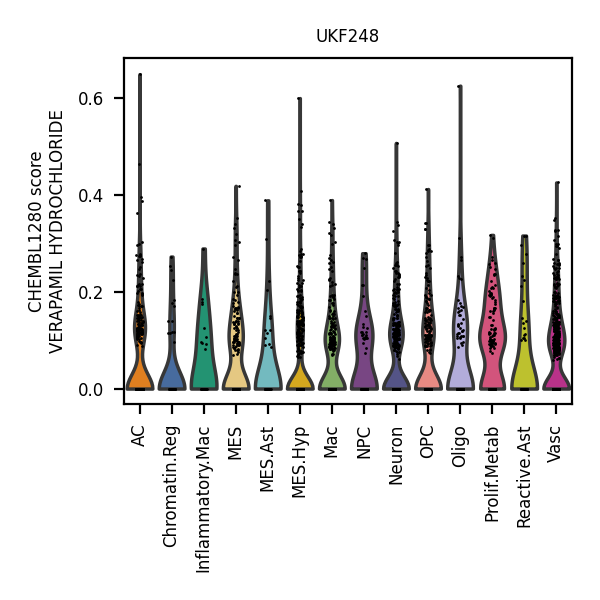 UKF248
CHEMBL1280 score
VERAPAMIL HYDROCHLORIDE
0.6
0.4
0.2
0.0
AC
Chromatin.Reg
Inflammatory.Mac
MES
MES.Ast
MES.Hyp
Mac
NPC
Neuron
OPC
Oligo
Prolif.Metab
Reactive.Ast
Vasc